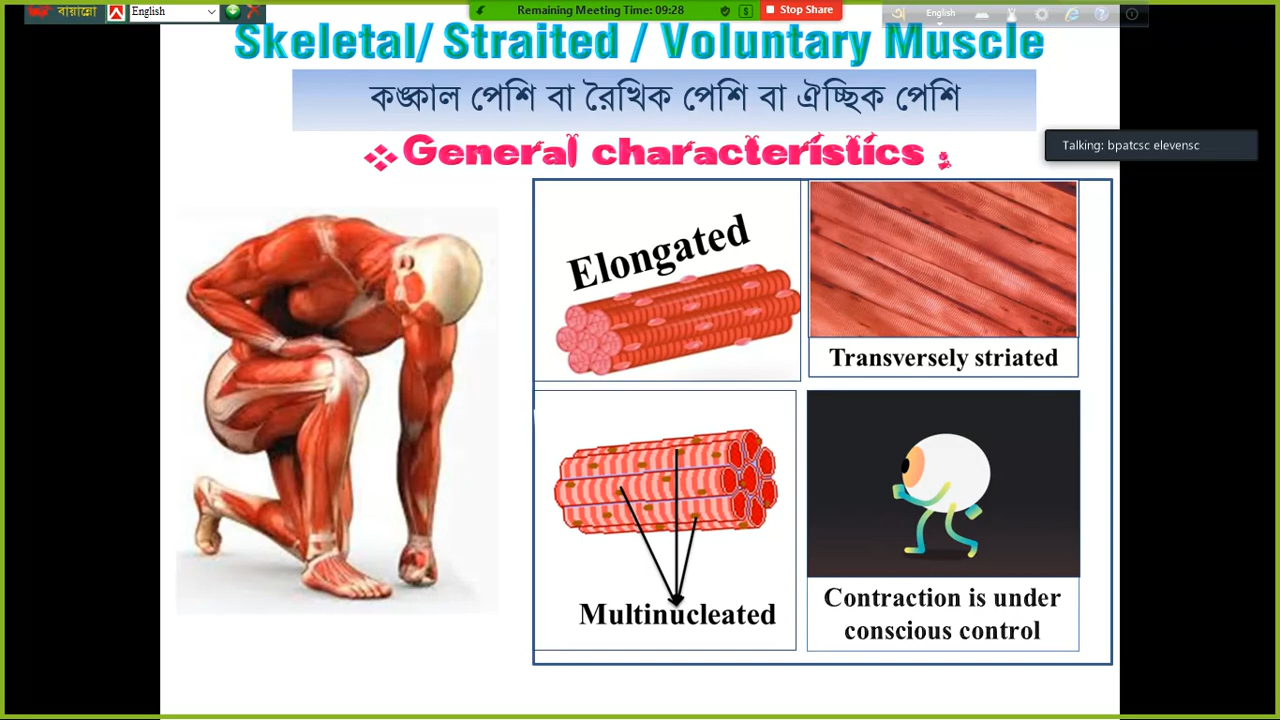 বায়ান্নো
English
Remaining Meeting Time: 09:28
Stop Share
English
Skeletal/ Straited / Voluntary Muscle
কঙ্কাল পেশি বা রৈখিক পেশি বা ঐচ্ছিক পেশি
General characteristics :
Talking: bpatcsc elevensc
Elongated
Transversely striated
Multinucleated
Contraction is under
conscious control